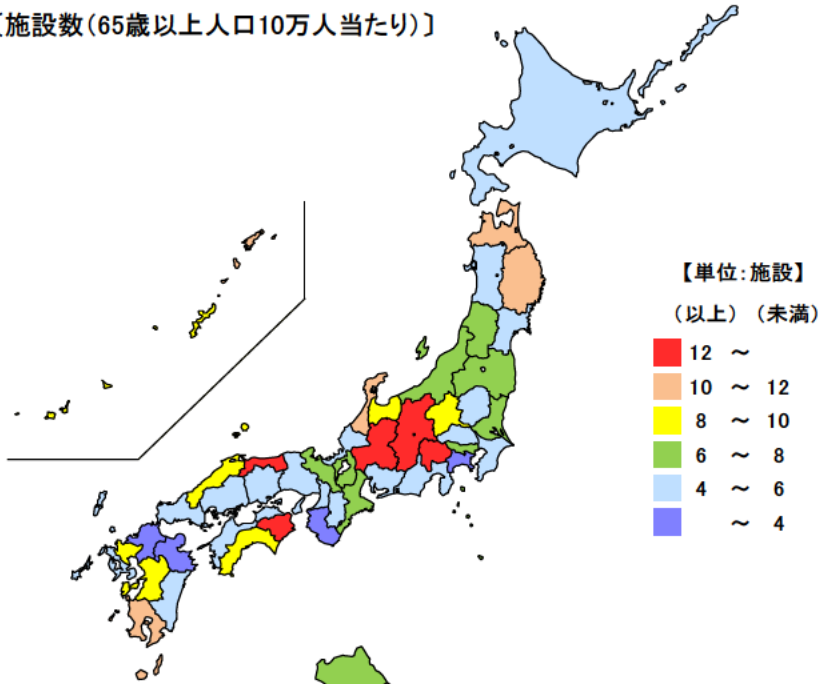 〔施設数（65歳以上人口10万人当たり）〕
【単位：施設】
（以上）（未満）
12 ～
10 ～ 12
8 ～ 10
6 ～ 8
4 ～ 6
～ 4